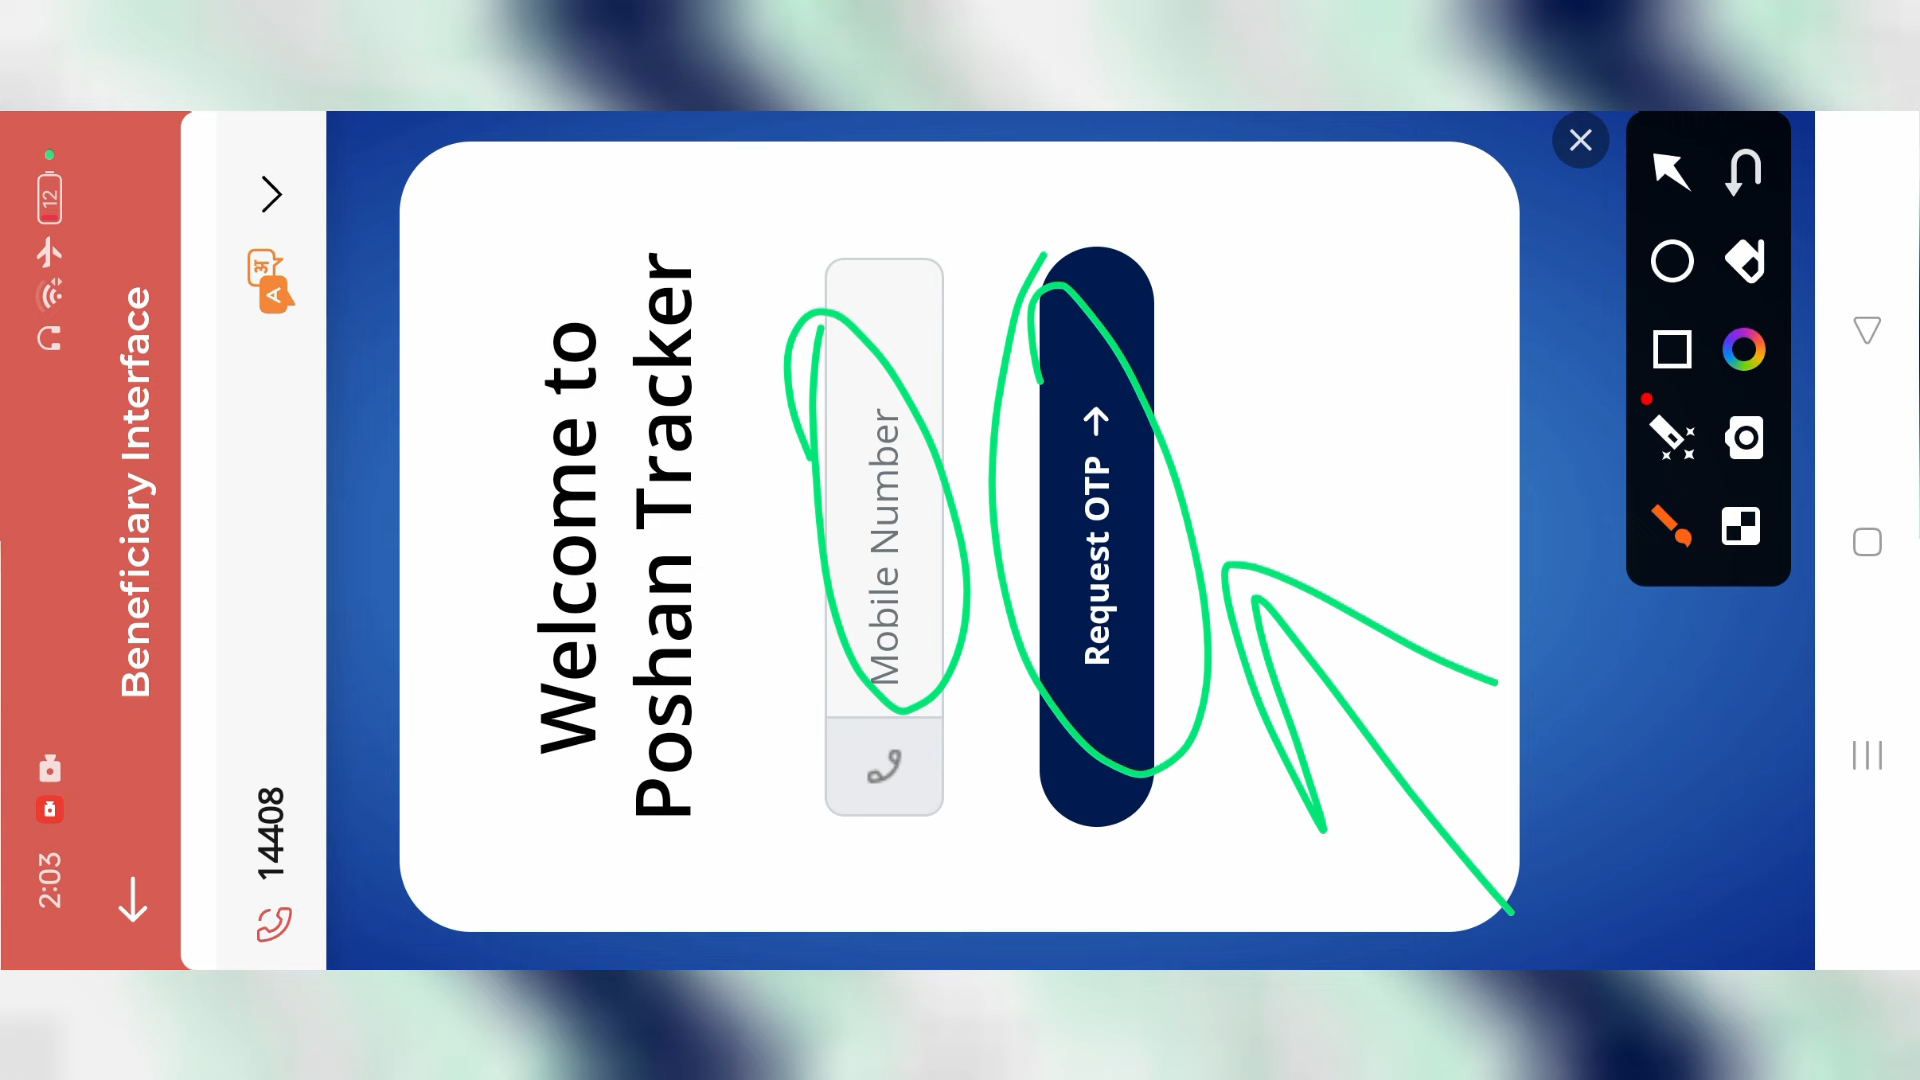 2:03
12
Beneficiary Interface
14408
अ
A
Welcome to
Poshan Tracker
Mobile Number
Request OTP →